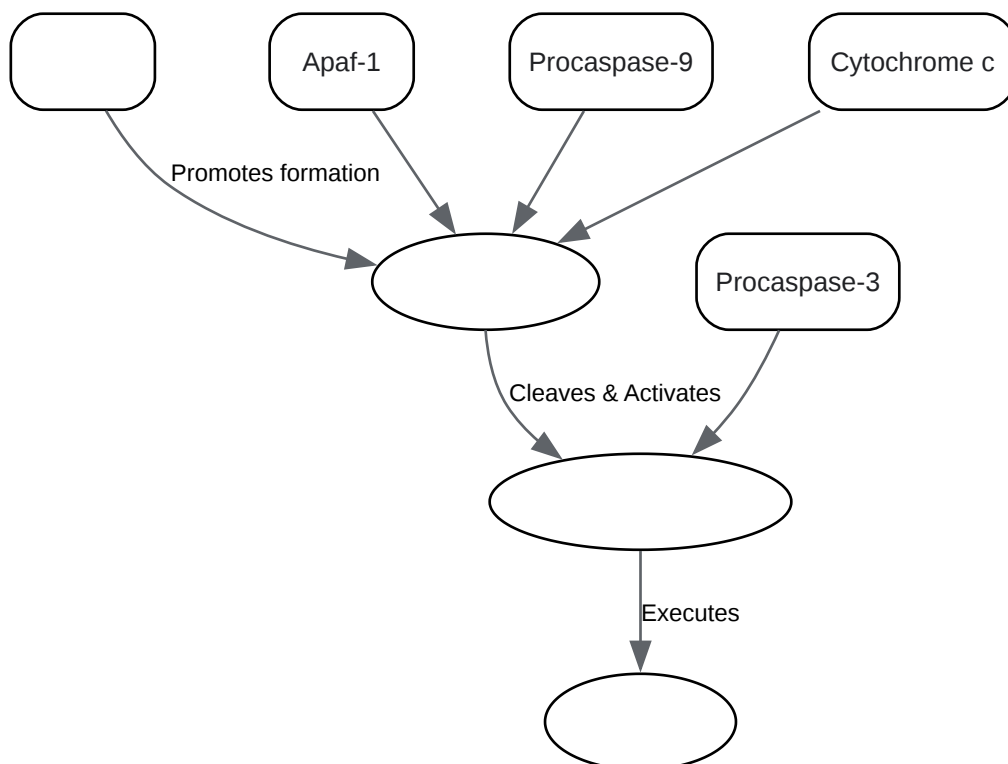 Apaf-1
Procaspase-9
Cytochrome c
Promotes formation
Procaspase-3
Cleaves & Activates
Executes